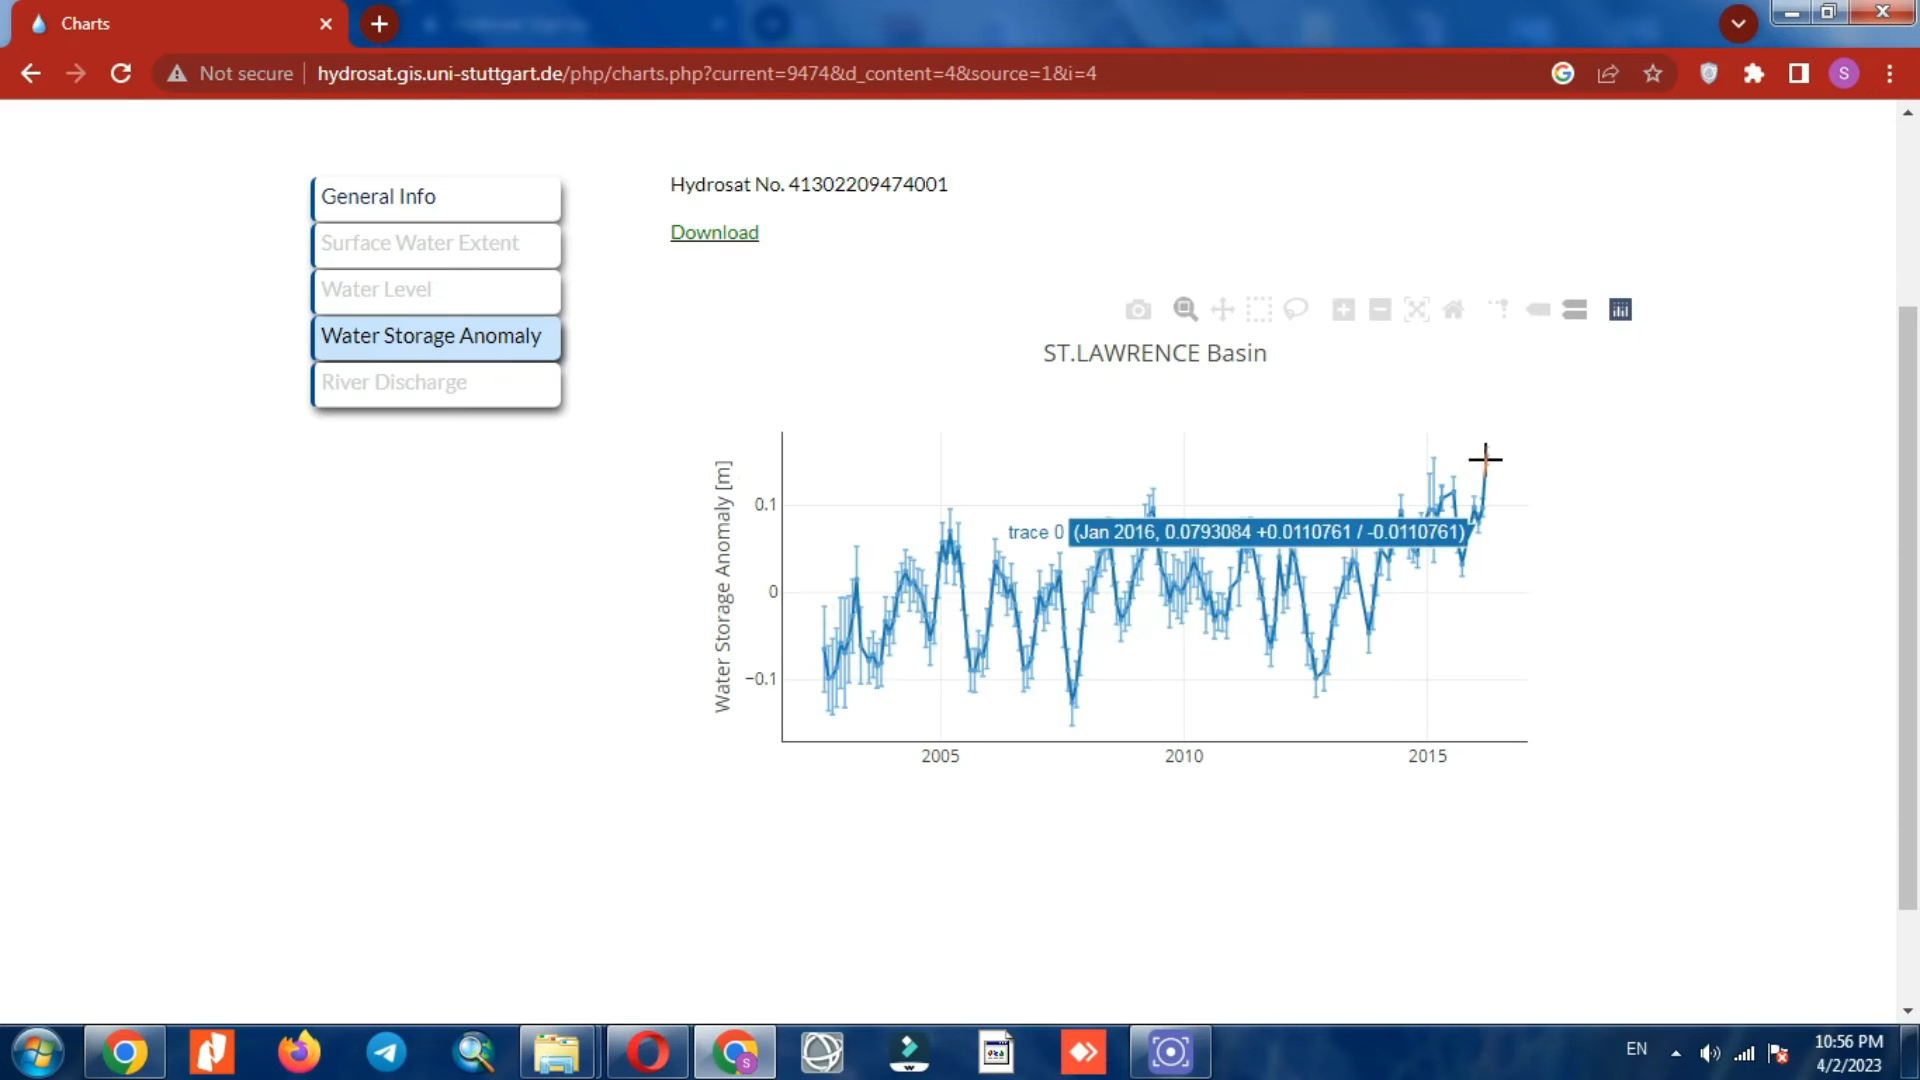 Charts
Not secure
hydrosat.gis.uni-stuttgart.de/php/charts.php?current=9474&d_content=4&source=1&i=4
S
General Info
Surface Water Extent
Water Level
Water Storage Anomaly
River Discharge
Hydrosat No. 41302209474001
Download
ST.LAWRENCE Basin
Water Storage Anomaly [m]
0.1
0
−0.1
trace 0
(Jan 2016, 0.0793084 +0.0110761 / -0.0110761)
2005
2010
2015
S
W
EN
10:56 PM
4/2/2023